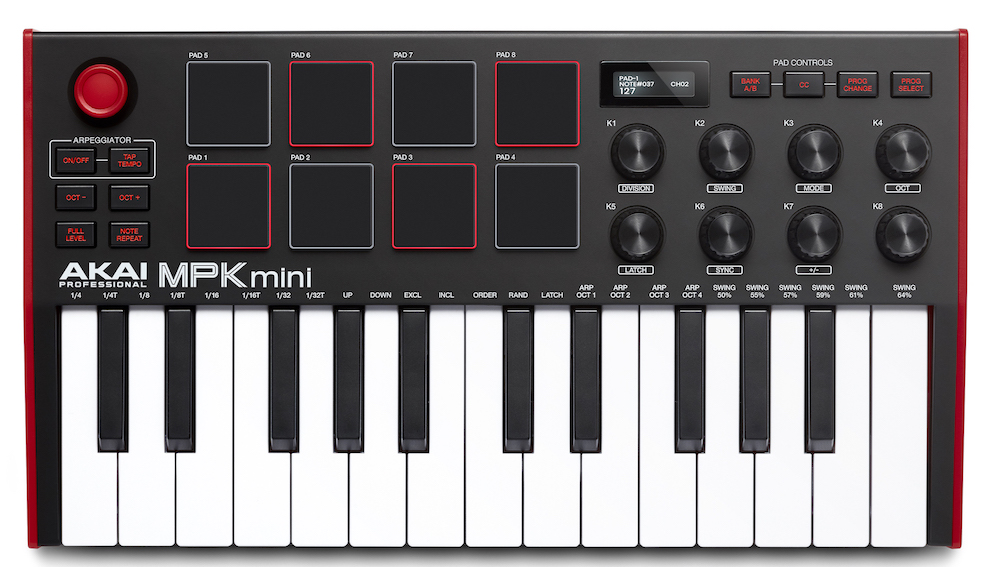 PAD 5
PAD 6
PAD 7
PAD 8
PAD CONTROLS
PAD-1
NOTE#037 CH02
127
BANK
A/B
CC
PROG
CHANGE
PROG
SELECT
K1
K2
K3
K4
ARPEGGIATOR
ON/OFF
TAP
TEMPO
PAD 1
PAD 2
PAD 3
PAD 4
DIVISION
SWING
MODE
OCT
OCT -
OCT +
K5
K6
K7
K8
FULL
LEVEL
NOTE
REPEAT
LATCH
SYNC
+/-
AKAI
PROFESSIONAL
MPK mini
1/4
1/4T
1/8
1/8T
1/16
1/16T
1/32
1/32T
UP
DOWN
EXCL
INCL
ORDER
RAND
LATCH
ARP
OCT 1
ARP
OCT 2
ARP
OCT 3
ARP
OCT 4
SWING
50%
SWING
55%
SWING
57%
SWING
59%
SWING
61%
SWING
64%